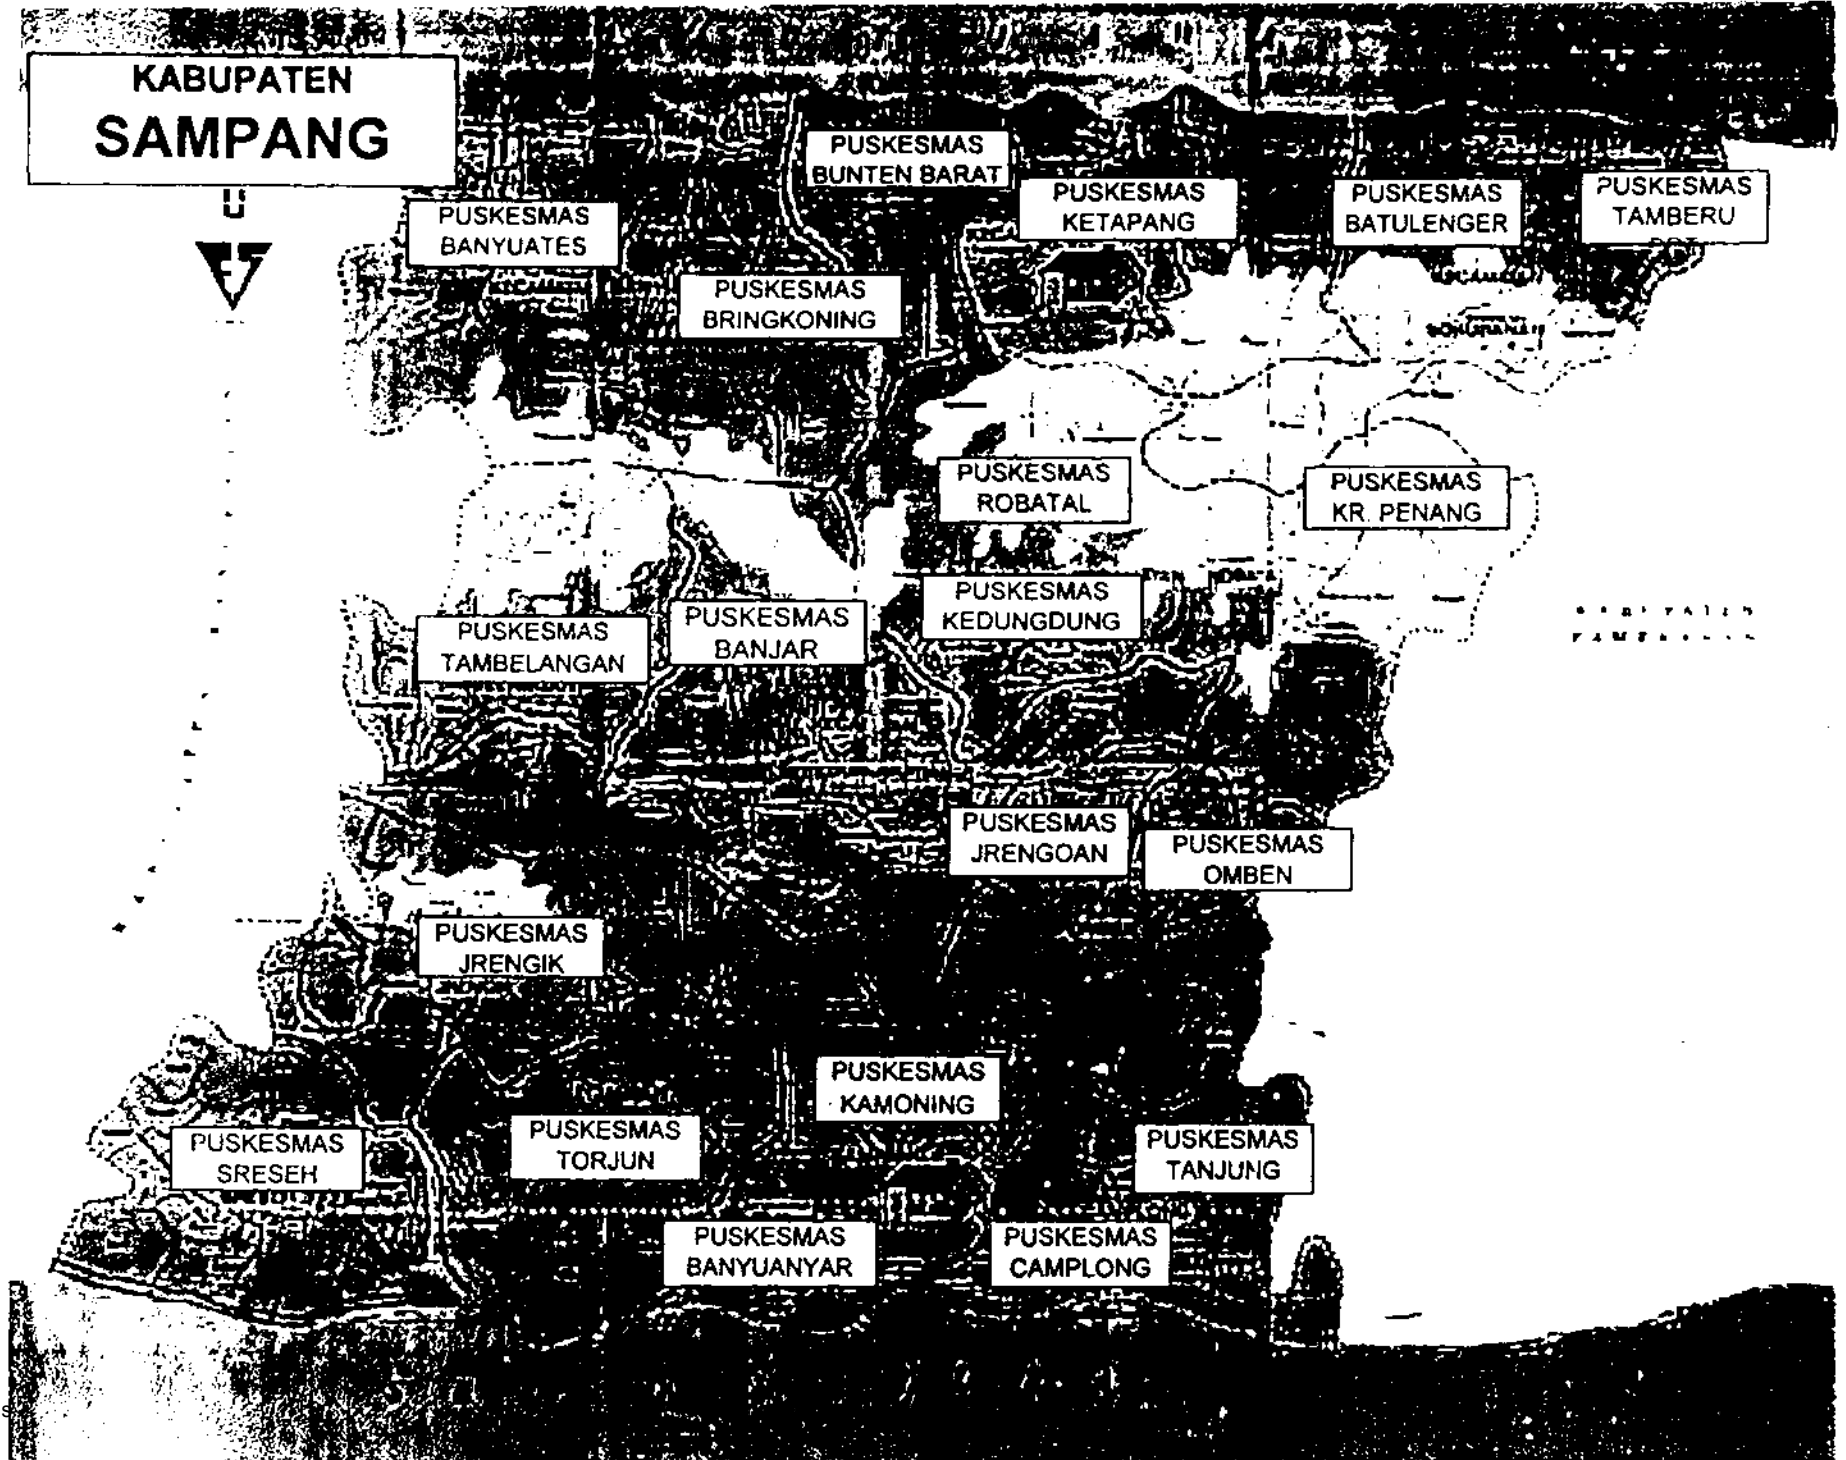 KABUPATEN
SAMPANG
U
PUSKESMAS
BUNTEN BARAT
PUSKESMAS
KETAPANG
PUSKESMAS
BATULENGER
PUSKESMAS
TAMBERU
PUSKESMAS
BANYUATES
PUSKESMAS
BRINGKONING
PUSKESMAS
ROBATAL
PUSKESMAS
KR. PENANG
PUSKESMAS
KEDUNGDUNG
PUSKESMAS
BANJAR
PUSKESMAS
TAMBELANGAN
PUSKESMAS
JRENGOAN
PUSKESMAS
OMBEN
PUSKESMAS
JRENGIK
PUSKESMAS
KAMONING
PUSKESMAS
TORJUN
PUSKESMAS
TANJUNG
PUSKESMAS
SRESEH
PUSKESMAS
BANYUANYAR
PUSKESMAS
CAMPLONG